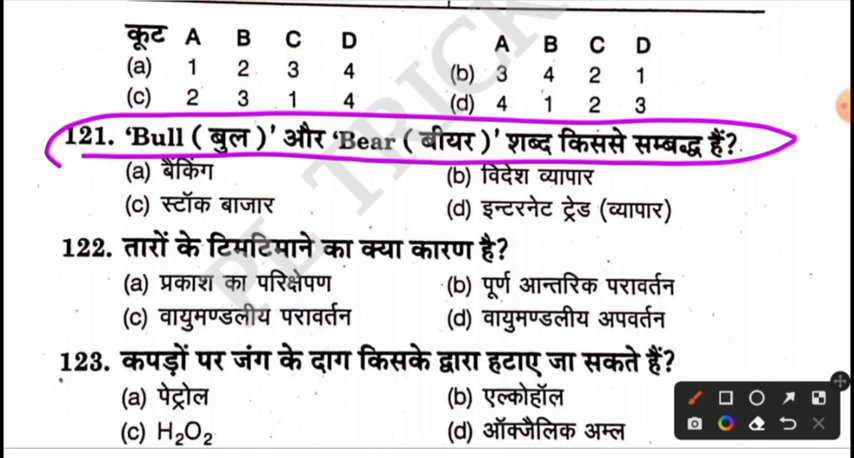 कूट A B C D A B C D
(a) 1 2 3 4 (b) 3 4 2 1
(c) 2 3 1 4 (d) 4 1 2 3
121. 'Bull ( बुल )' और 'Bear ( बीयर )' शब्द किससे सम्बद्ध हैं?
(a) बैंकिंग (b) विदेश व्यापार
(c) स्टॉक बाजार (d) इन्टरनेट ट्रेड (व्यापार)
122. तारों के टिमटिमाने का क्या कारण है?
(a) प्रकाश का परिक्षेपण (b) पूर्ण आन्तरिक परावर्तन
(c) वायुमण्डलीय परावर्तन (d) वायुमण्डलीय अपवर्तन
123. कपड़ों पर जंग के दाग किसके द्वारा हटाए जा सकते हैं?
(a) पेट्रोल (b) एल्कोहॉल
(c) H₂O₂ (d) ऑक्जैलिक अम्ल
PL TRICK